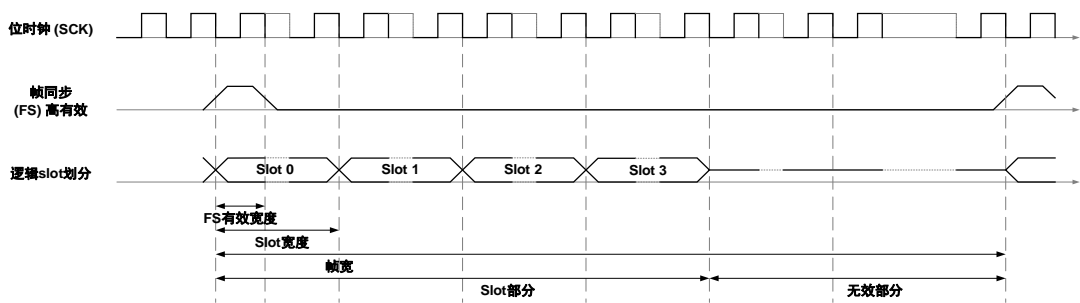 位时钟 (SCK)
帧同步
(FS) 高有效
逻辑slot划分
Slot 0
Slot 1
Slot 2
Slot 3
FS有效宽度
Slot宽度
帧宽
Slot部分
无效部分